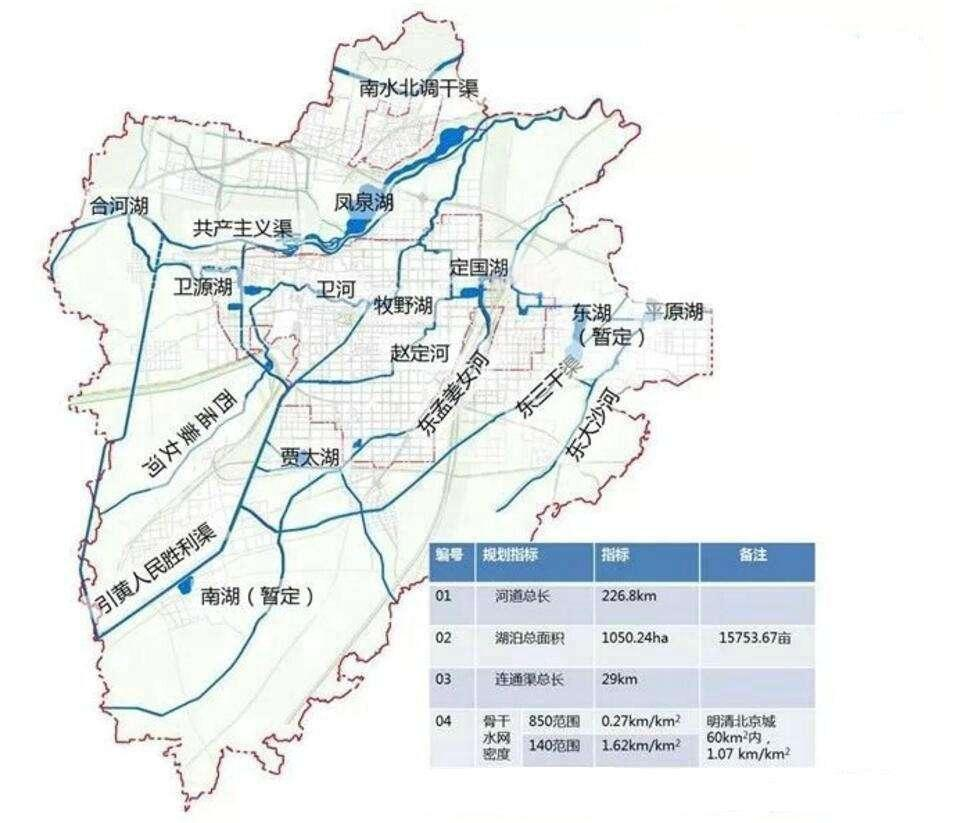 南水北调干渠
凤泉湖
合河湖
共产主义渠
定国湖
卫源湖
卫河
牧野湖
东湖
（暂定）
平原湖
赵定河
东孟姜女河
东三干渠
西孟姜女河
东大沙河
贾太湖
引黄人民胜利渠
南湖（暂定）
编号 规划指标 指标 备注
01 河道总长 226.8km
02 湖泊总面积 1050.24ha 15753.67亩
03 连通渠总长 29km
04 骨干水网密度 850范围 0.27km/km² 明清北京城60km²内，1.07 km/km²
140范围 1.62km/km²